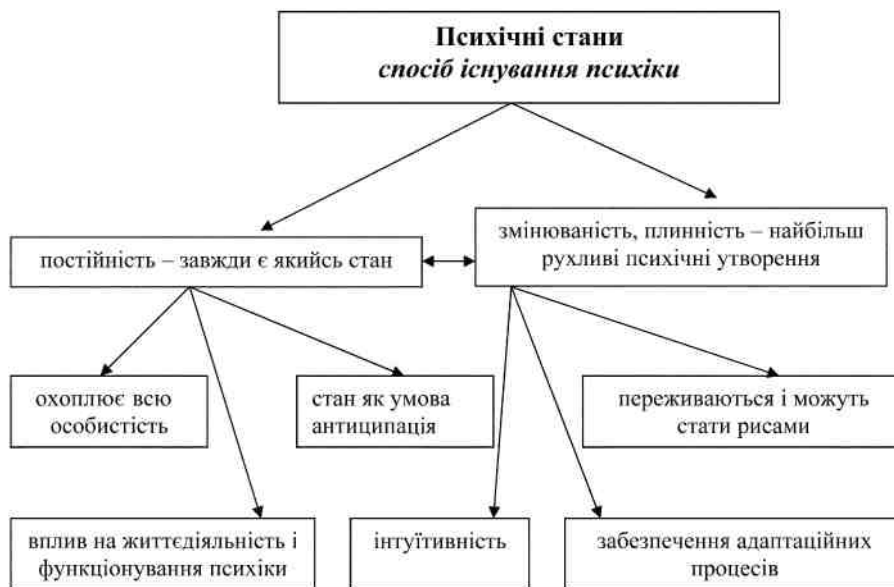 Психічні стани
спосіб існування психіки
постійність – завжди є якийсь стан
змінюваність, плинність – найбільш
рухливі психічні утворення
охоплює всю
особистість
стан як умова
антиципація
переживаються і можуть
стати рисами
вплив на життєдіяльність і
функціонування психіки
інтуїтивність
забезпечення адаптаційних
процесів